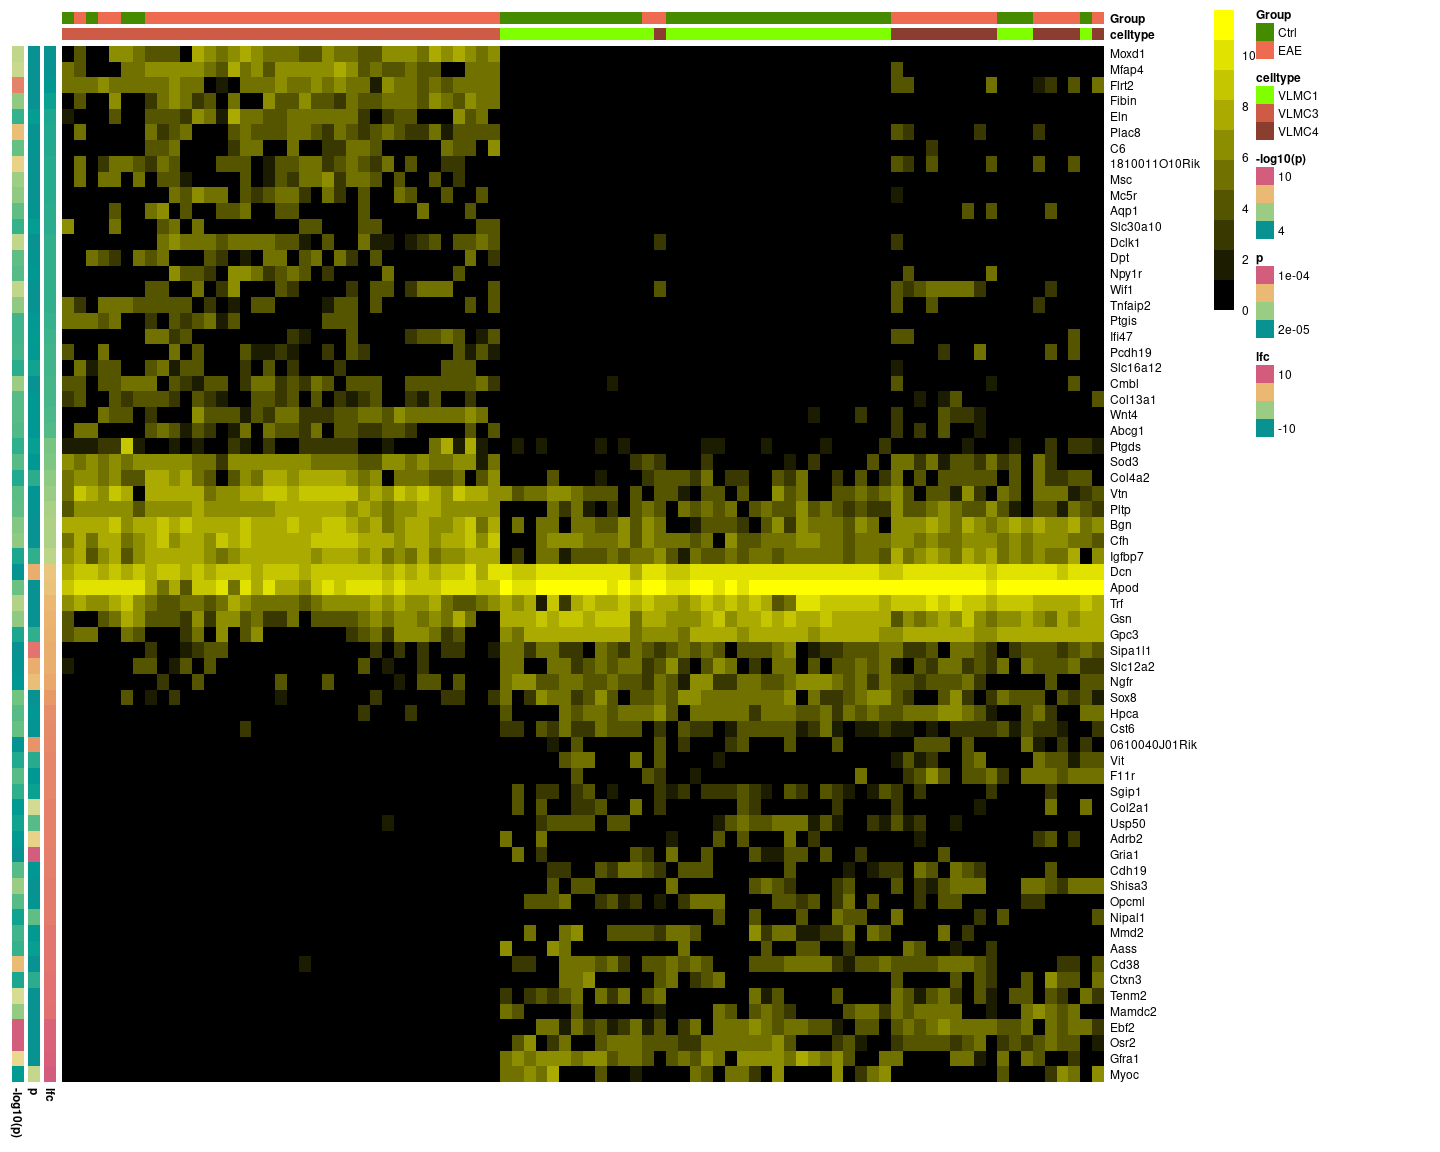 Group
celltype
Moxd1
Mfap4
Flrt2
Fibin
Eln
Plac8
C6
1810011O10Rik
Msc
Mc5r
Aqp1
Slc30a10
Dclk1
Dpt
Npy1r
Wif1
Tnfaip2
Ptgis
Ifi47
Pcdh19
Slc16a12
Cmbl
Col13a1
Wnt4
Abcg1
Ptgds
Sod3
Col4a2
Vtn
Pltp
Bgn
Cfh
Igfbp7
Dcn
Apod
Trf
Gsn
Gpc3
Sipa1l1
Slc12a2
Ngfr
Sox8
Hpca
Cst6
0610040J01Rik
Vit
F11r
Sgip1
Col2a1
Usp50
Adrb2
Gria1
Cdh19
Shisa3
Opcml
Nipal1
Mmd2
Aass
Cd38
Ctxn3
Tenm2
Mamdc2
Ebf2
Osr2
Gfra1
Myoc
10
8
6
4
2
0
Group
Ctrl
EAE
celltype
VLMC1
VLMC3
VLMC4
-log10(p)
10
4
p
1e-04
2e-05
lfc
10
-10
-log10(p)
p
lfc